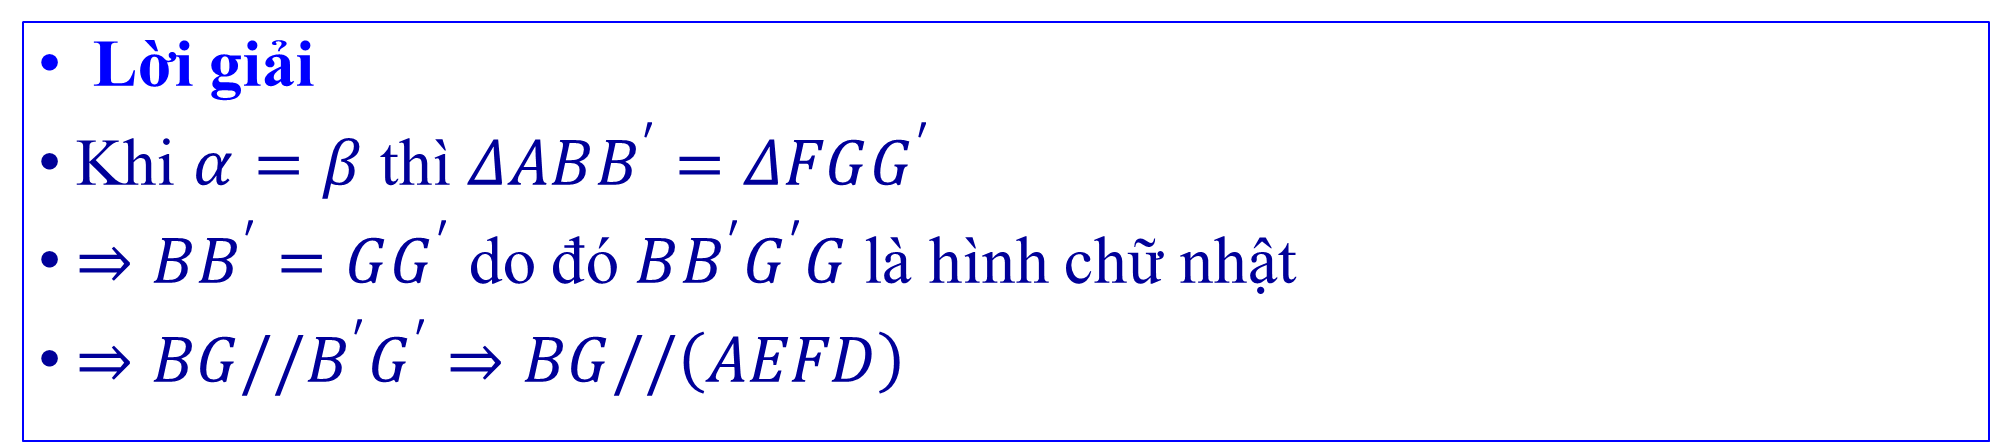 • Lời giải
• Khi α = β thì ΔABB′ = ΔFGG′
• ⇒ BB′ = GG′ do đó BB′G′G là hình chữ nhật
• ⇒ BG//B′G′ ⇒ BG//(AEFD)